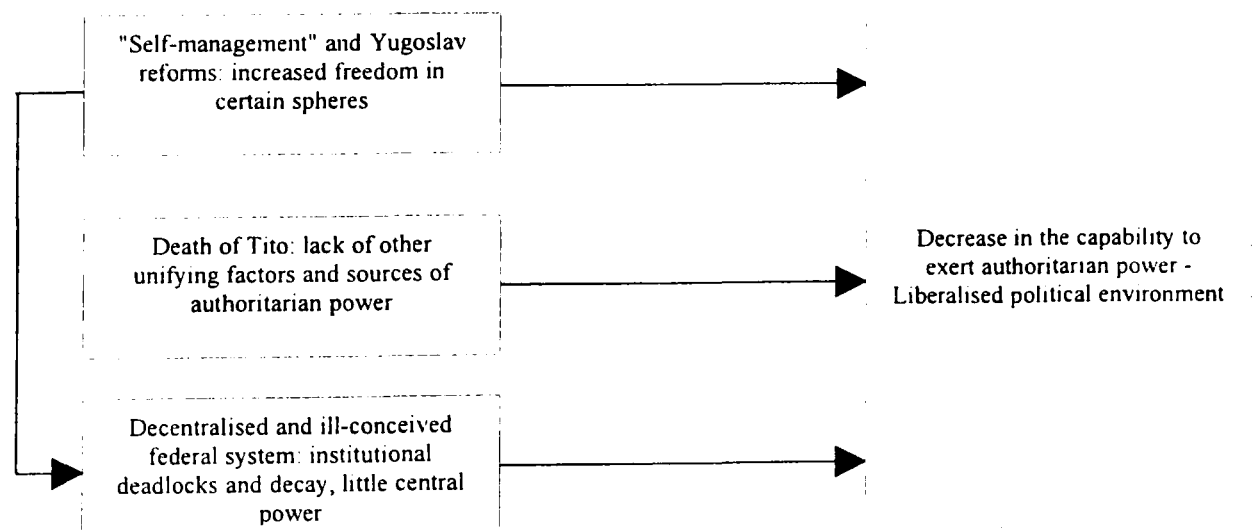 "Self-management" and Yugoslav
reforms: increased freedom in
certain spheres
Death of Tito: lack of other
unifying factors and sources of
authoritarian power
Decentralised and ill-conceived
federal system: institutional
deadlocks and decay, little central
power
Decrease in the capability to
exert authoritarian power -
Liberalised political environment